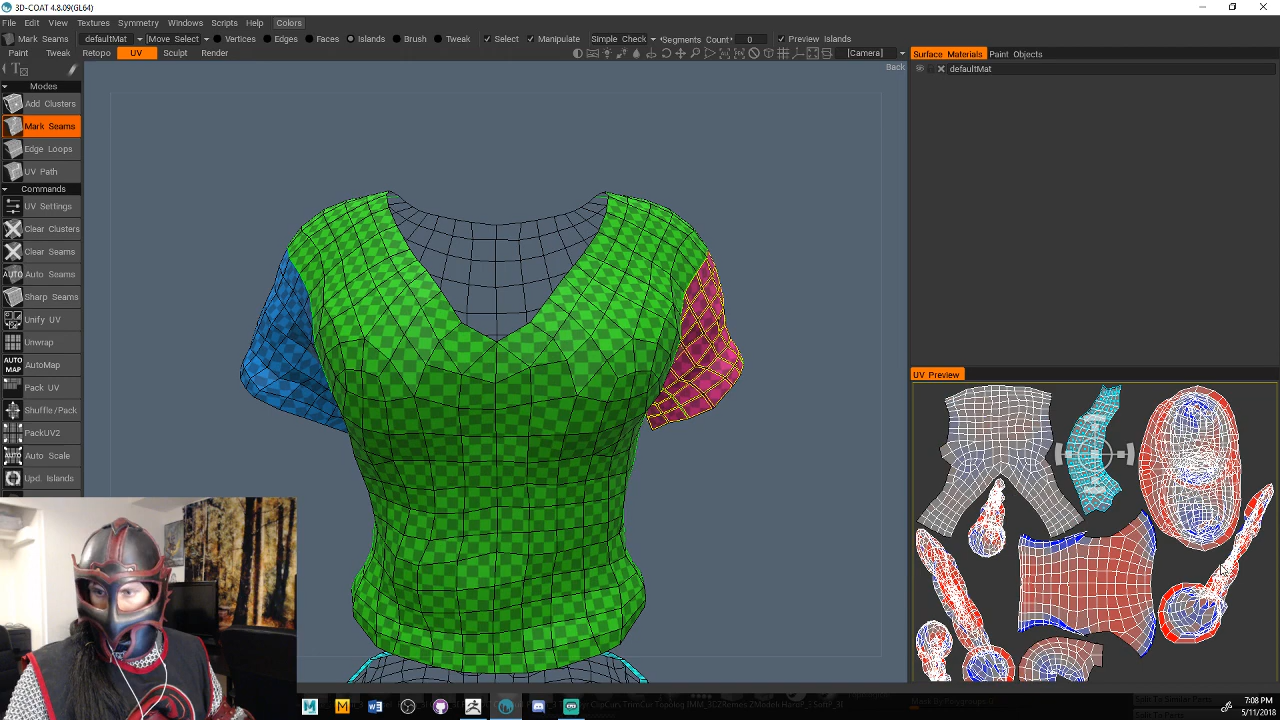 3D-COAT 4.8.09(GL64)
File Edit View Textures Symmetry Windows Scripts Help Colors
Mark Seams defaultMat [Move Select Vertices Edges Faces Islands Brush Tweak Select Manipulate Simple Check Segments Count: 0 Preview Islands
Paint Tweak Retopo UV Sculpt Render [Camera]
Back
Surface Materials Paint Objects
defaultMat
Modes
Add Clusters
Mark Seams
Edge Loops
UV Path
Commands
UV Settings
Clear Clusters
Clear Seams
AUTO Auto Seams
Sharp Seams
Unify UV
Unwrap
AUTO MAP AutoMap
Pack UV
Shuffle/Pack
PackUV2
AUTO Auto Scale
Upd. Islands
UV Preview
7:08 PM
5/11/2018